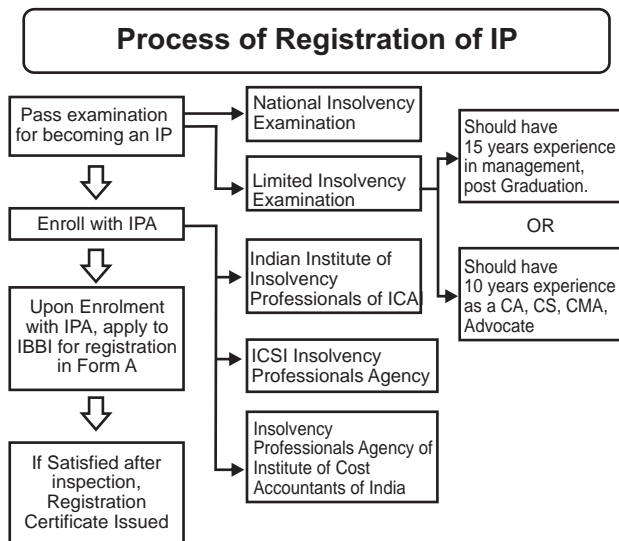 Process of Registration of IP
Pass examination
for becoming an IP
National Insolvency
Examination
Limited Insolvency
Examination
Should have
15 years experience
in management,
post Graduation.
OR
Should have
10 years experience
as a CA, CS, CMA,
Advocate
Enroll with IPA
Indian Institute of
Insolvency
Professionals of ICAI
ICSI Insolvency
Professionals Agency
Insolvency
Professionals Agency of
Institute of Cost
Accountants of India
Upon Enrolment
with IPA, apply to
IBBI for registration
in Form A
If Satisfied after
inspection,
Registration
Certificate Issued